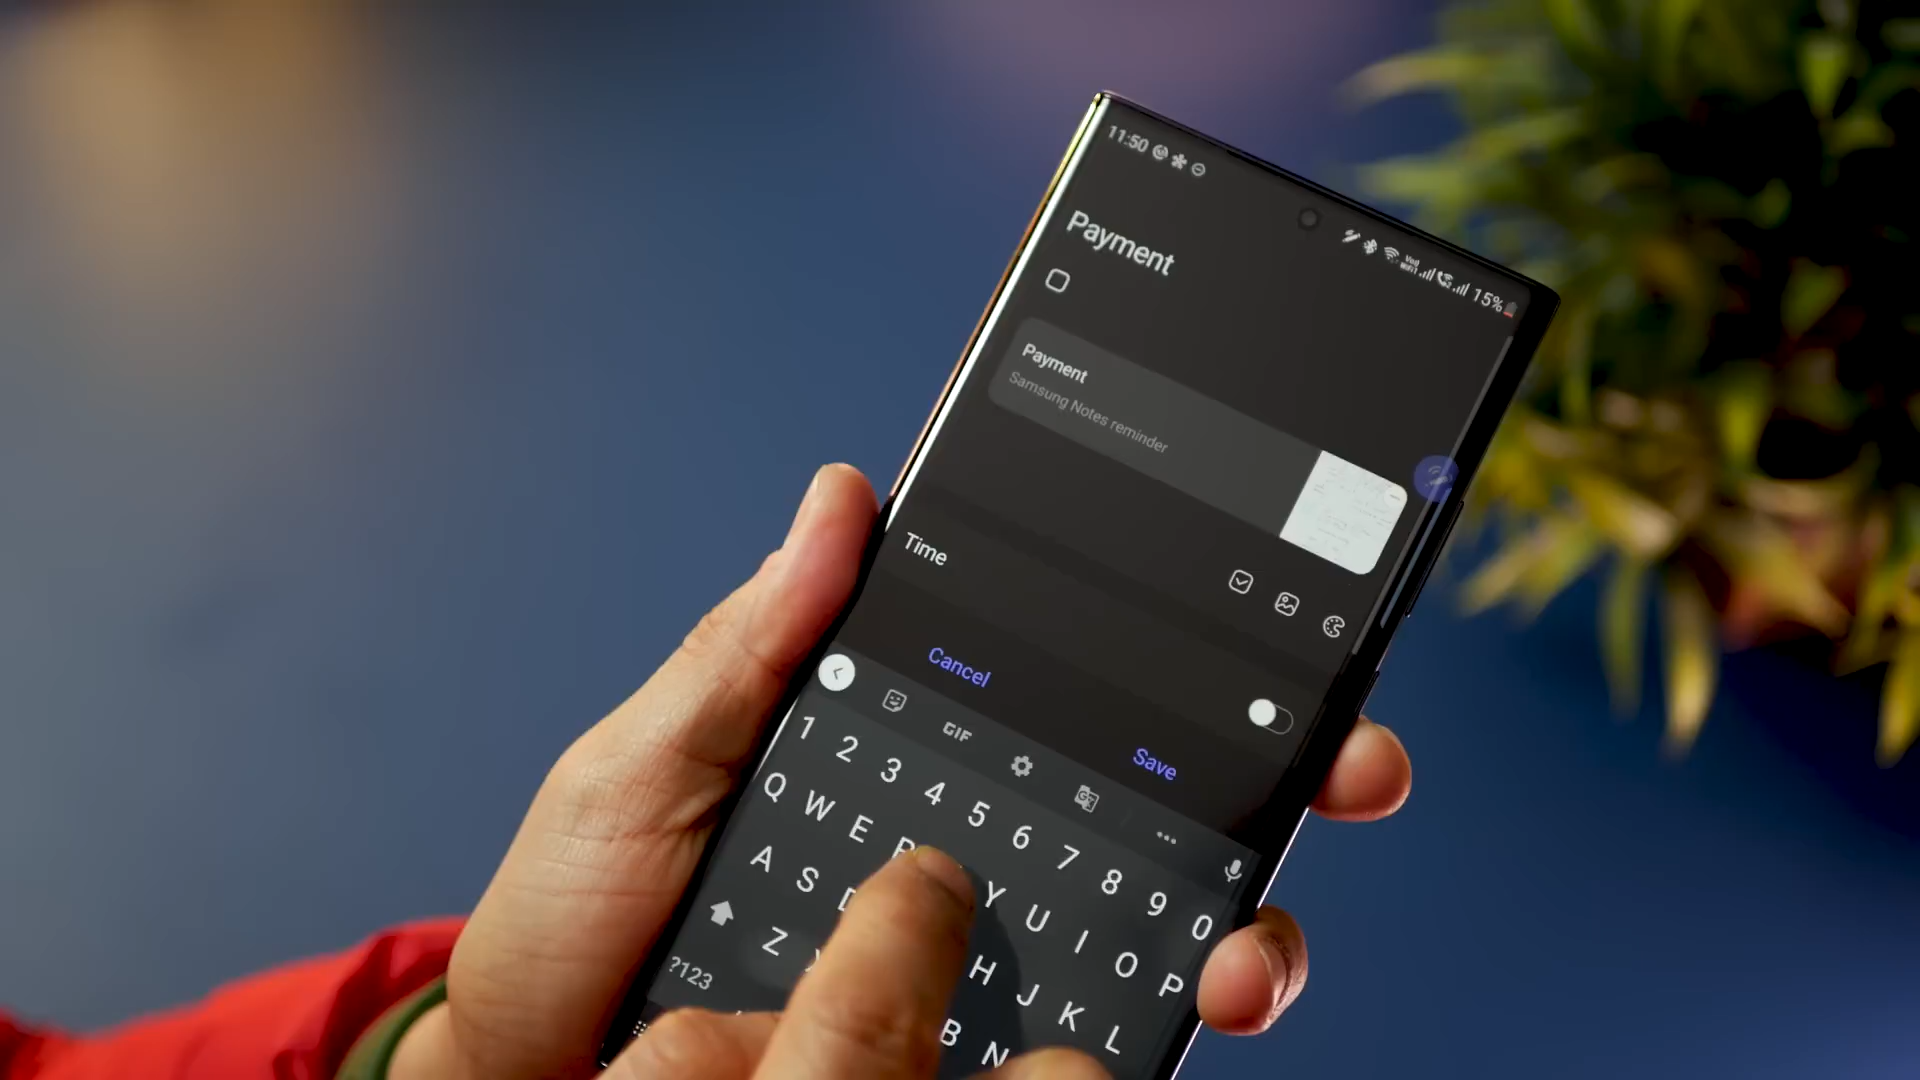 11:50
15%
Payment
Payment
Samsung Notes reminder
Time
Cancel
Save
GIF
1 2 3 4 5 6 7 8 9 0
Q W E R Y U I O P
A S D H J K L
Z B N
?123